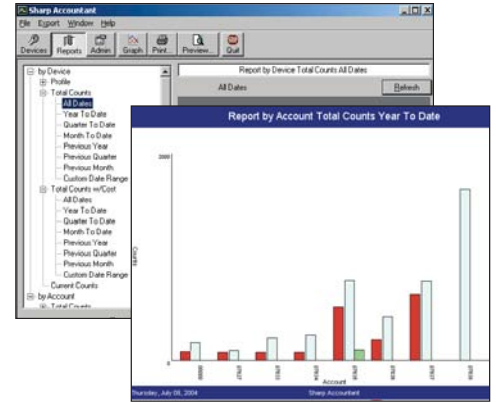 Sharp Accountant
File Export Window Help
Devices Reports Admin Graph Print... Preview... Quit
by Device
Profile
Total Counts
All Dates
Year To Date
Quarter To Date
Month To Date
Previous Year
Previous Quarter
Previous Month
Custom Date Range
Total Counts w/Cost
All Dates
Year To Date
Quarter To Date
Month To Date
Previous Year
Previous Quarter
Previous Month
Custom Date Range
Current Counts
by Account
Total Counts
Report by Device Total Counts All Dates
All Dates
Refresh
Report by Account Total Counts Year To Date
2000
Counts
0
Account
Thursday, July 08, 2004
Sharp Accountant